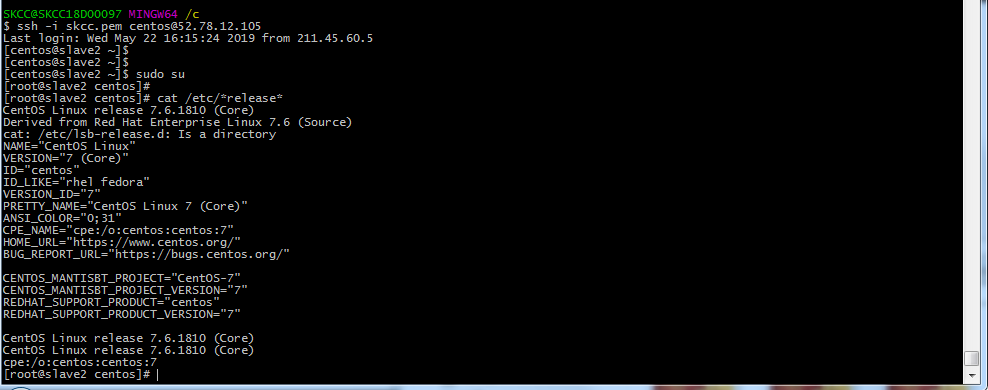 SKCC@SKCC18D00097 MINGW64 /c
$ ssh -i skcc.pem centos@52.78.12.105
Last login: Wed May 22 16:15:24 2019 from 211.45.60.5
[centos@slave2 ~]$
[centos@slave2 ~]$
[centos@slave2 ~]$ sudo su
[root@slave2 centos]#
[root@slave2 centos]# cat /etc/*release*
CentOS Linux release 7.6.1810 (Core)
Derived from Red Hat Enterprise Linux 7.6 (Source)
cat: /etc/lsb-release.d: Is a directory
NAME="CentOS Linux"
VERSION="7 (Core)"
ID="centos"
ID_LIKE="rhel fedora"
VERSION_ID="7"
PRETTY_NAME="CentOS Linux 7 (Core)"
ANSI_COLOR="0;31"
CPE_NAME="cpe:/o:centos:centos:7"
HOME_URL="https://www.centos.org/"
BUG_REPORT_URL="https://bugs.centos.org/"
CENTOS_MANTISBT_PROJECT="CentOS-7"
CENTOS_MANTISBT_PROJECT_VERSION="7"
REDHAT_SUPPORT_PRODUCT="centos"
REDHAT_SUPPORT_PRODUCT_VERSION="7"
CentOS Linux release 7.6.1810 (Core)
CentOS Linux release 7.6.1810 (Core)
cpe:/o:centos:centos:7
[root@slave2 centos]#